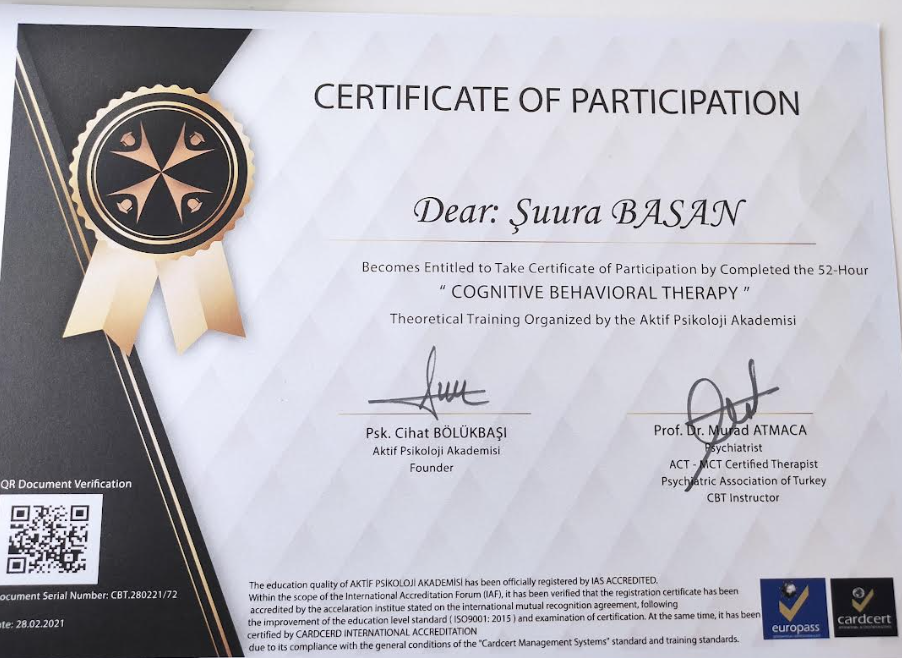 CERTIFICATE OF PARTICIPATION
Dear: Şuura BASAN
Becomes Entitled to Take Certificate of Participation by Completed the 52-Hour
“ COGNITIVE BEHAVIORAL THERAPY ”
Theoretical Training Organized by the Aktif Psikoloji Akademisi
Psk. Cihat BÖLÜKBAŞI
Aktif Psikoloji Akademisi
Founder
Prof. Dr. Murad ATMACA
Psychiatrist
ACT - MCT Certified Therapist
Psychiatric Association of Turkey
CBT Instructor
QR Document Verification
ocument Serial Number: CBT.280221/72
te: 28.02.2021
The education quality of AKTİF PSİKOLOJİ AKADEMİSİ has been officially registered by IAS ACCREDITED.
Within the scope of the International Accreditation Forum (IAF), it has been verified that the registration certificate has been
accredited by the accelaration institue stated on the international mutual recognition agreement, following
the improvement of the education level standard ( ISO9001: 2015 ) and examination of certification. At the same time, it has been
certified by CARDCERD INTERNATIONAL ACCREDITATION
due to its compliance with the general conditions of the "Cardcert Management Systems" standard and training standards.
europass
cardcert